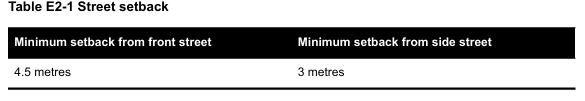 Table E2-1 Street setback
Minimum setback from front street Minimum setback from side street
4.5 metres 3 metres